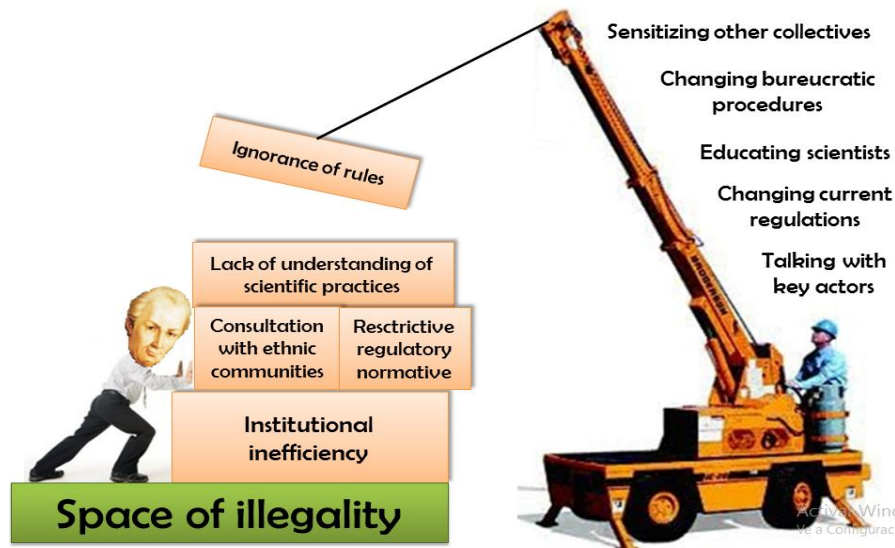 Sensitizing other collectives
Changing bureucratic
procedures
Educating scientists
Changing current
regulations
Talking with
key actors
Ignorance of rules
Lack of understanding of
scientific practices
Consultation
with ethnic
communities
Resctrictive
regulatory
normative
Institutional
inefficiency
Space of illegality
BRODERSON